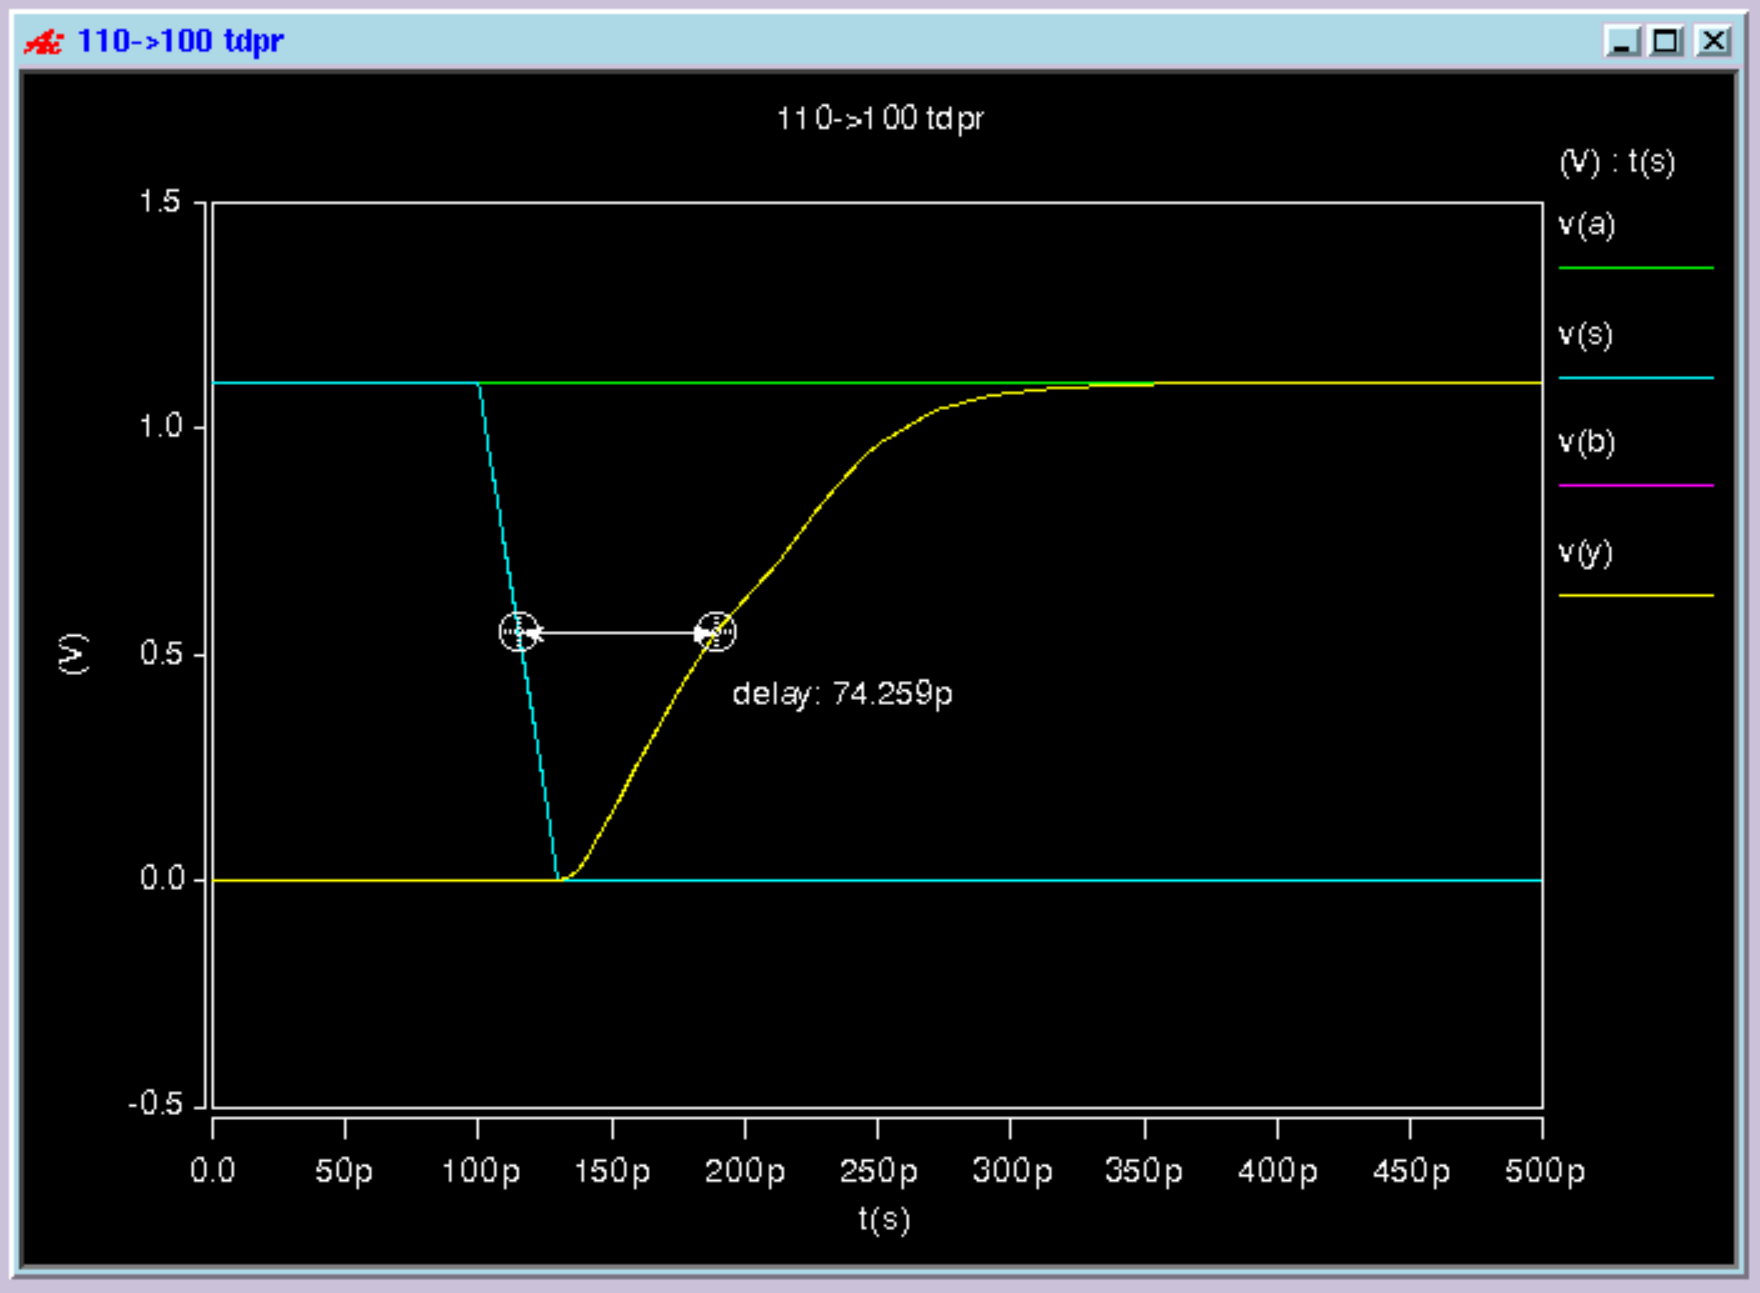 110->100 tdpr
110->100 tdpr
(V) : t(s)
v(a)
v(s)
v(b)
v(y)
1.5
1.0
0.5
0.0
-0.5
(V)
delay: 74.259p
0.0 50p 100p 150p 200p 250p 300p 350p 400p 450p 500p
t(s)